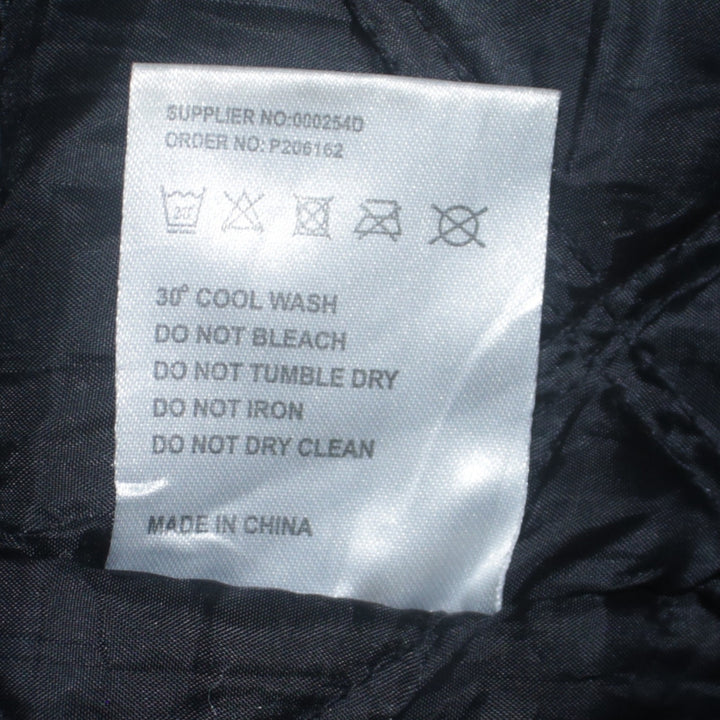 SUPPLIER NO:000254D
ORDER NO: P206162
30
30° COOL WASH
DO NOT BLEACH
DO NOT TUMBLE DRY
DO NOT IRON
DO NOT DRY CLEAN
MADE IN CHINA